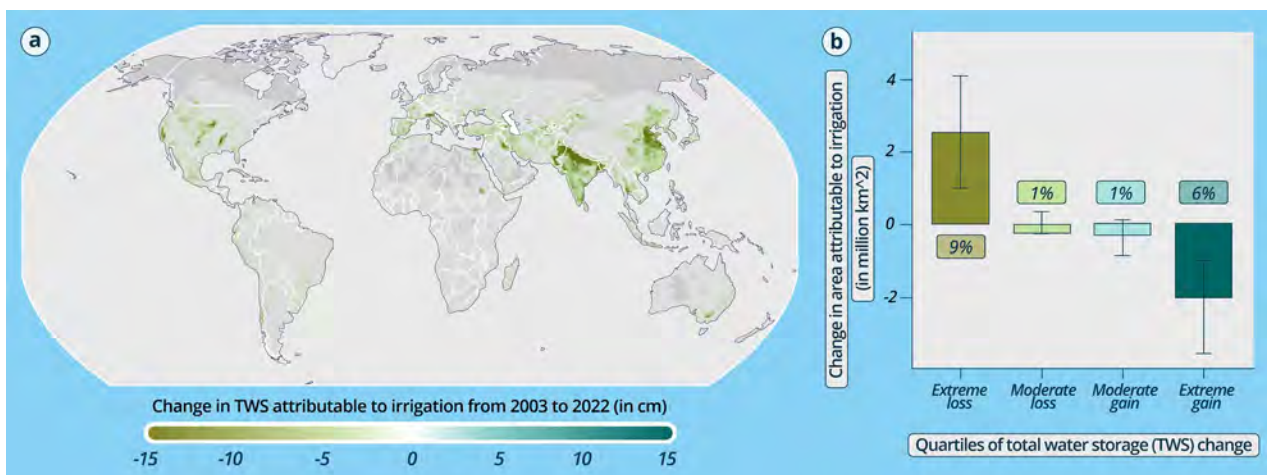 a
Change in TWS attributable to irrigation from 2003 to 2022 (in cm)
-15 -10 -5 0 5 10 15
b
Change in area attributable to irrigation
(in million km^2)
4
2
0
-2
1% 1% 6%
9%
Extreme loss
Moderate loss
Moderate gain
Extreme gain
Quartiles of total water storage (TWS) change